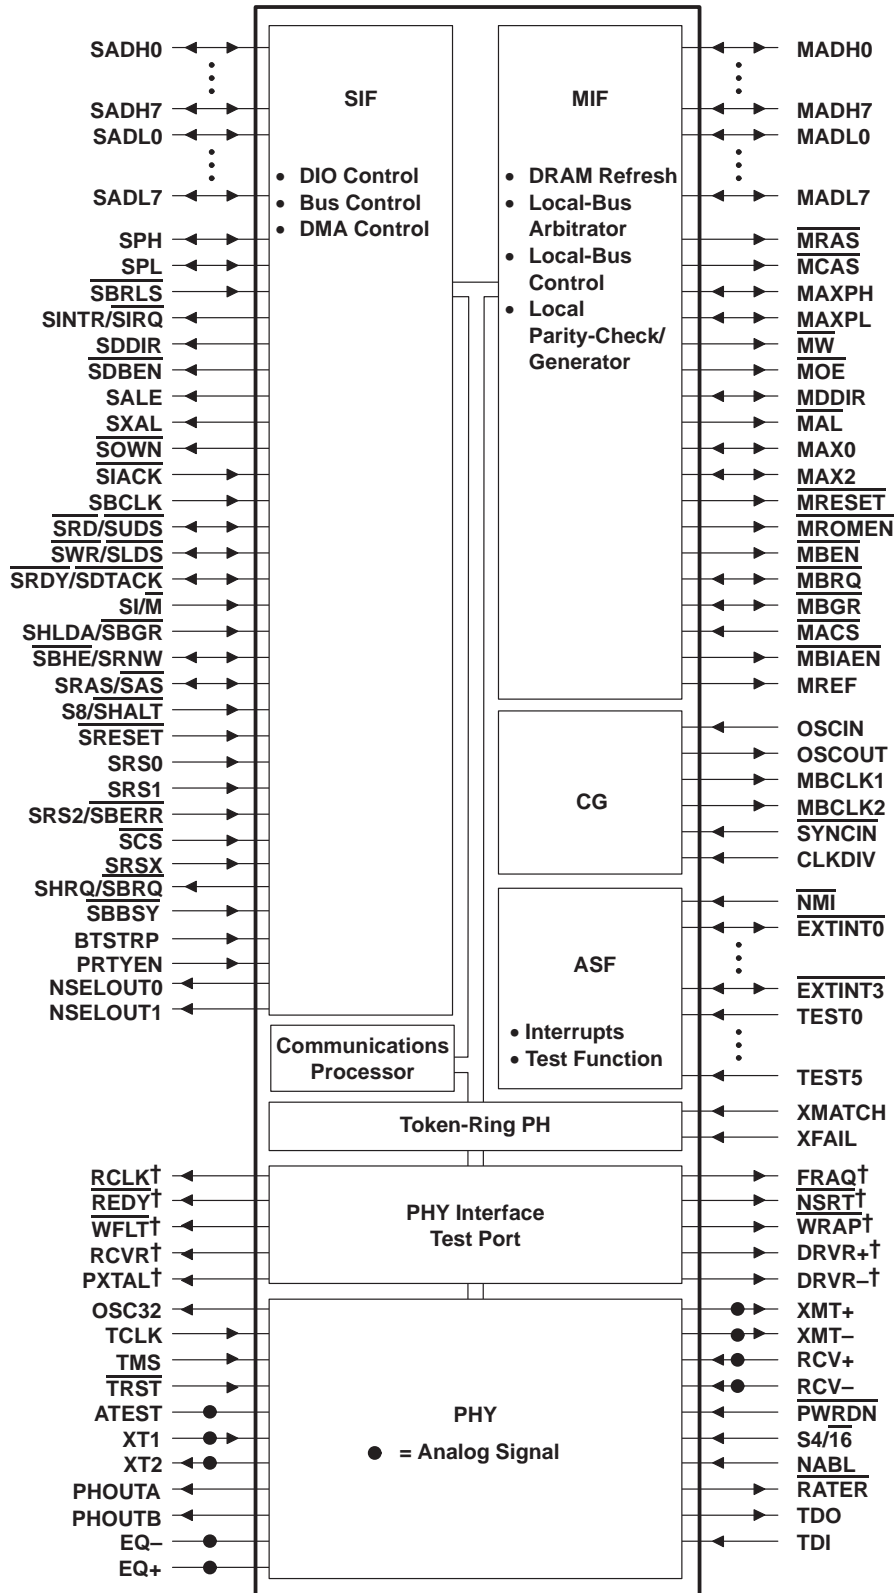 SADH0
SADH7
SADL0
SADL7
SPH
SPL
SBRLS
SINTR/SIRQ
SDDIR
SDBEN
SALE
SXAL
SOWN
SIACK
SBCLK
SRD/SUDS
SWR/SLDS
SRDY/SDTACK
SI/M
SHLDA/SBGR
SBHE/SRNW
SRAS/SAS
S8/SHALT
SRESET
SRS0
SRS1
SRS2/SBERR
SCS
SRSX
SHRQ/SBRQ
SBBSY
BTSTRP
PRTYEN
NSELOUT0
NSELOUT1
SIF
• DIO Control
• Bus Control
• DMA Control
MIF
• DRAM Refresh
• Local-Bus
Arbitrator
• Local-Bus
Control
• Local
Parity-Check/
Generator
MADH0
MADH7
MADL0
MADL7
MRAS
MCAS
MAXPH
MAXPL
MW
MOE
MDDIR
MAL
MAX0
MAX2
MRESET
MROMEN
MBEN
MBRQ
MBGR
MACS
MBIAEN
MREF
CG
OSCIN
OSCOUT
MBCLK1
MBCLK2
SYNCIN
CLKDIV
ASF
• Interrupts
• Test Function
NMI
EXTINT0
EXTINT3
TEST0
TEST5
Communications
Processor
Token-Ring PH
XMATCH
XFAIL
RCLK†
REDY†
WFLT†
RCVR†
PXTAL†
PHY Interface
Test Port
FRAQ†
NSRT†
WRAP†
DRVR+†
DRVR–†
OSC32
TCLK
TMS
TRST
ATEST
XT1
XT2
PHOUTA
PHOUTB
EQ–
EQ+
PHY
● = Analog Signal
XMT+
XMT–
RCV+
RCV–
PWRDN
S4/16
NABL
RATER
TDO
TDI